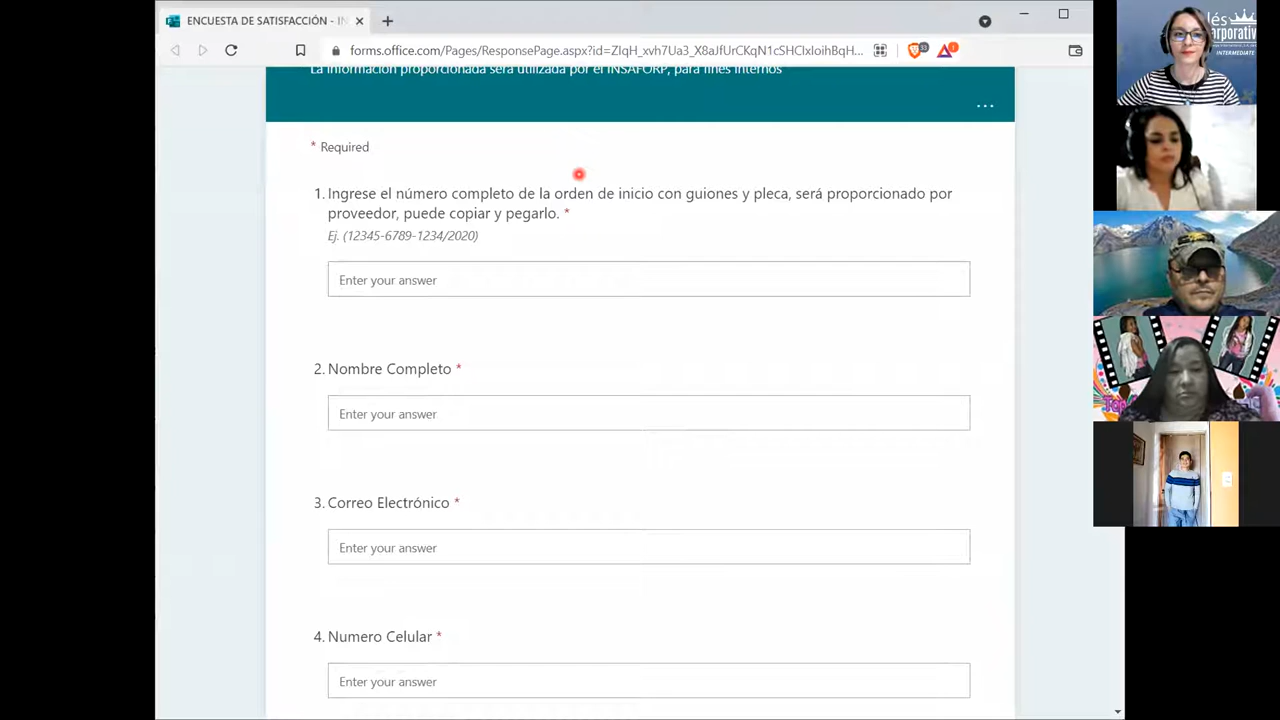 ENCUESTA DE SATISFACCIÓN - IN
forms.office.com/Pages/ResponsePage.aspx?id=ZIqH_xvh7Ua3_X8aJfUrCKqN1cSHClxIoihBqH...
La información proporcionada será utilizada por el INSAFORP, para fines internos
...
* Required
1. Ingrese el número completo de la orden de inicio con guiones y pleca, será proporcionado por
proveedor, puede copiar y pegarlo. *
Ej. (12345-6789-1234/2020)
Enter your answer
2. Nombre Completo *
Enter your answer
3. Correo Electrónico *
Enter your answer
4. Numero Celular *
Enter your answer
INTERMEDIATE